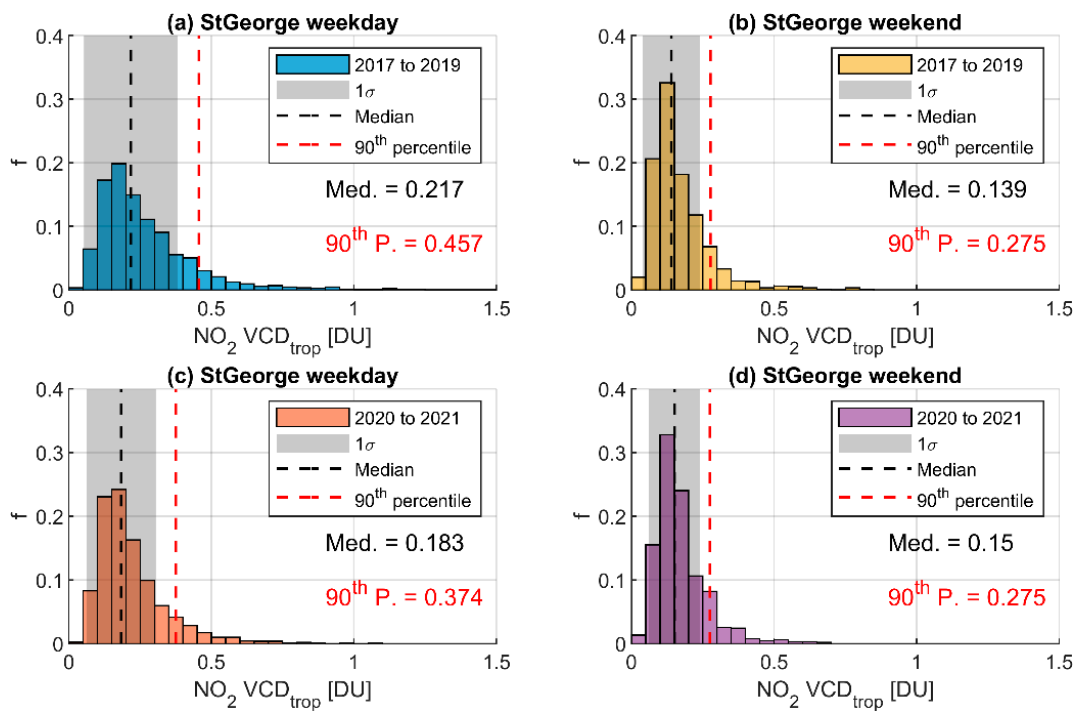 (a) StGeorge weekday
0.4
0.3
0.2
0.1
0
f
2017 to 2019
1σ
Median
90th percentile
Med. = 0.217
90th P. = 0.457
0 0.5 1 1.5
NO2 VCDtrop [DU]
(b) StGeorge weekend
0.4
0.3
0.2
0.1
0
f
2017 to 2019
1σ
Median
90th percentile
Med. = 0.139
90th P. = 0.275
0 0.5 1 1.5
NO2 VCDtrop [DU]
(c) StGeorge weekday
0.4
0.3
0.2
0.1
0
f
2020 to 2021
1σ
Median
90th percentile
Med. = 0.183
90th P. = 0.374
0 0.5 1 1.5
NO2 VCDtrop [DU]
(d) StGeorge weekend
0.4
0.3
0.2
0.1
0
f
2020 to 2021
1σ
Median
90th percentile
Med. = 0.15
90th P. = 0.275
0 0.5 1 1.5
NO2 VCDtrop [DU]